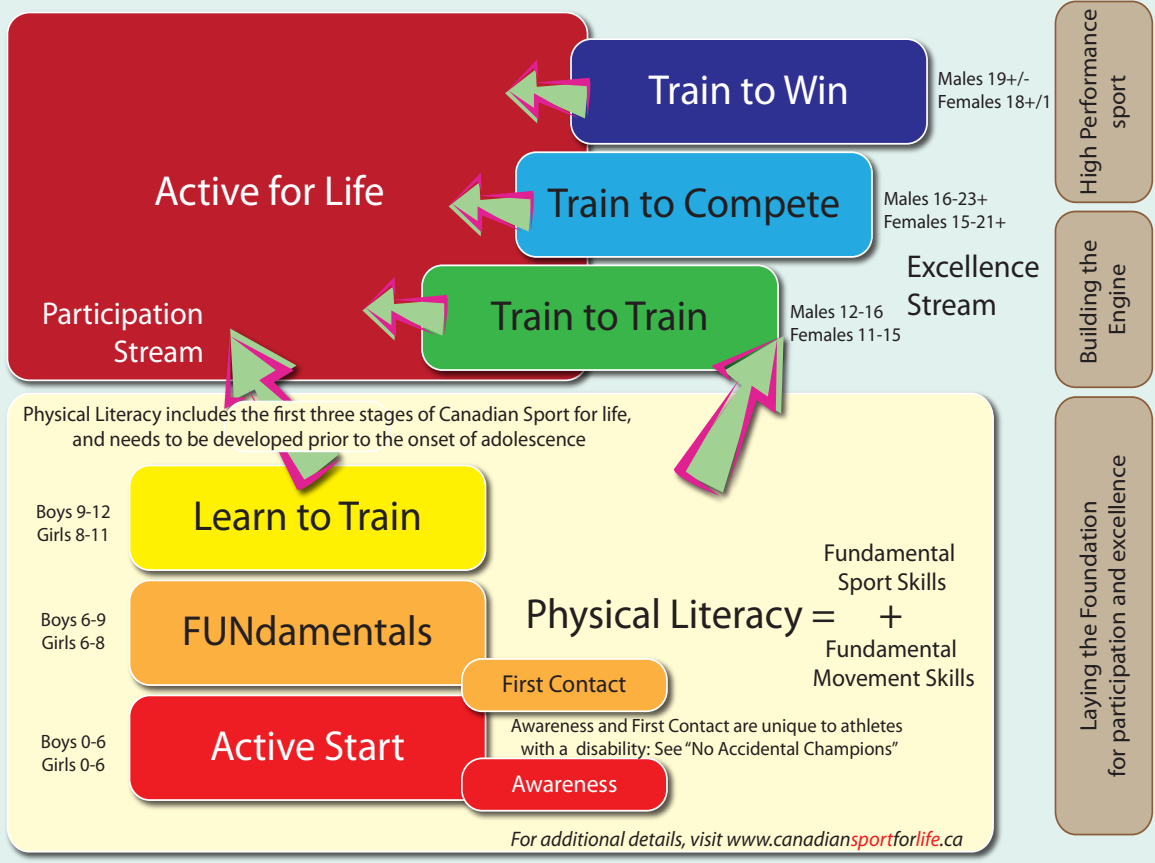 Train to Win
Males 19+/-
Females 18+/1
High Performance
sport
Active for Life
Train to Compete
Males 16-23+
Females 15-21+
Excellence
Stream
Building the
Engine
Participation
Stream
Train to Train
Males 12-16
Females 11-15
Physical Literacy includes the first three stages of Canadian Sport for life,
and needs to be developed prior to the onset of adolescence
Boys 9-12
Girls 8-11
Learn to Train
Boys 6-9
Girls 6-8
FUNdamentals
First Contact
Physical Literacy =
Fundamental
Sport Skills
+
Fundamental
Movement Skills
Laying the Foundation
for participation and excellence
Boys 0-6
Girls 0-6
Active Start
Awareness and First Contact are unique to athletes
with a disability: See "No Accidental Champions"
Awareness
For additional details, visit www.canadiansportforlife.ca